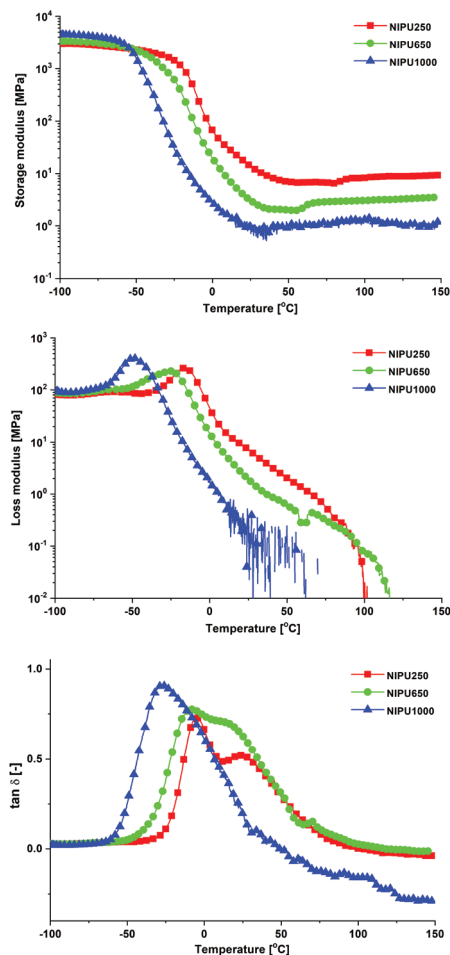 Storage modulus [MPa]
10⁴
10³
10²
10¹
10⁰
10⁻¹
-100 -50 0 50 100 150
Temperature [°C]
NIPU250
NIPU650
NIPU1000
Loss modulus [MPa]
10³
10²
10¹
10⁰
10⁻¹
10⁻²
-100 -50 0 50 100 150
Temperature [°C]
NIPU250
NIPU650
NIPU1000
tan δ [-]
1.0
0.5
0.0
-100 -50 0 50 100 150
Temperature [°C]
NIPU250
NIPU650
NIPU1000